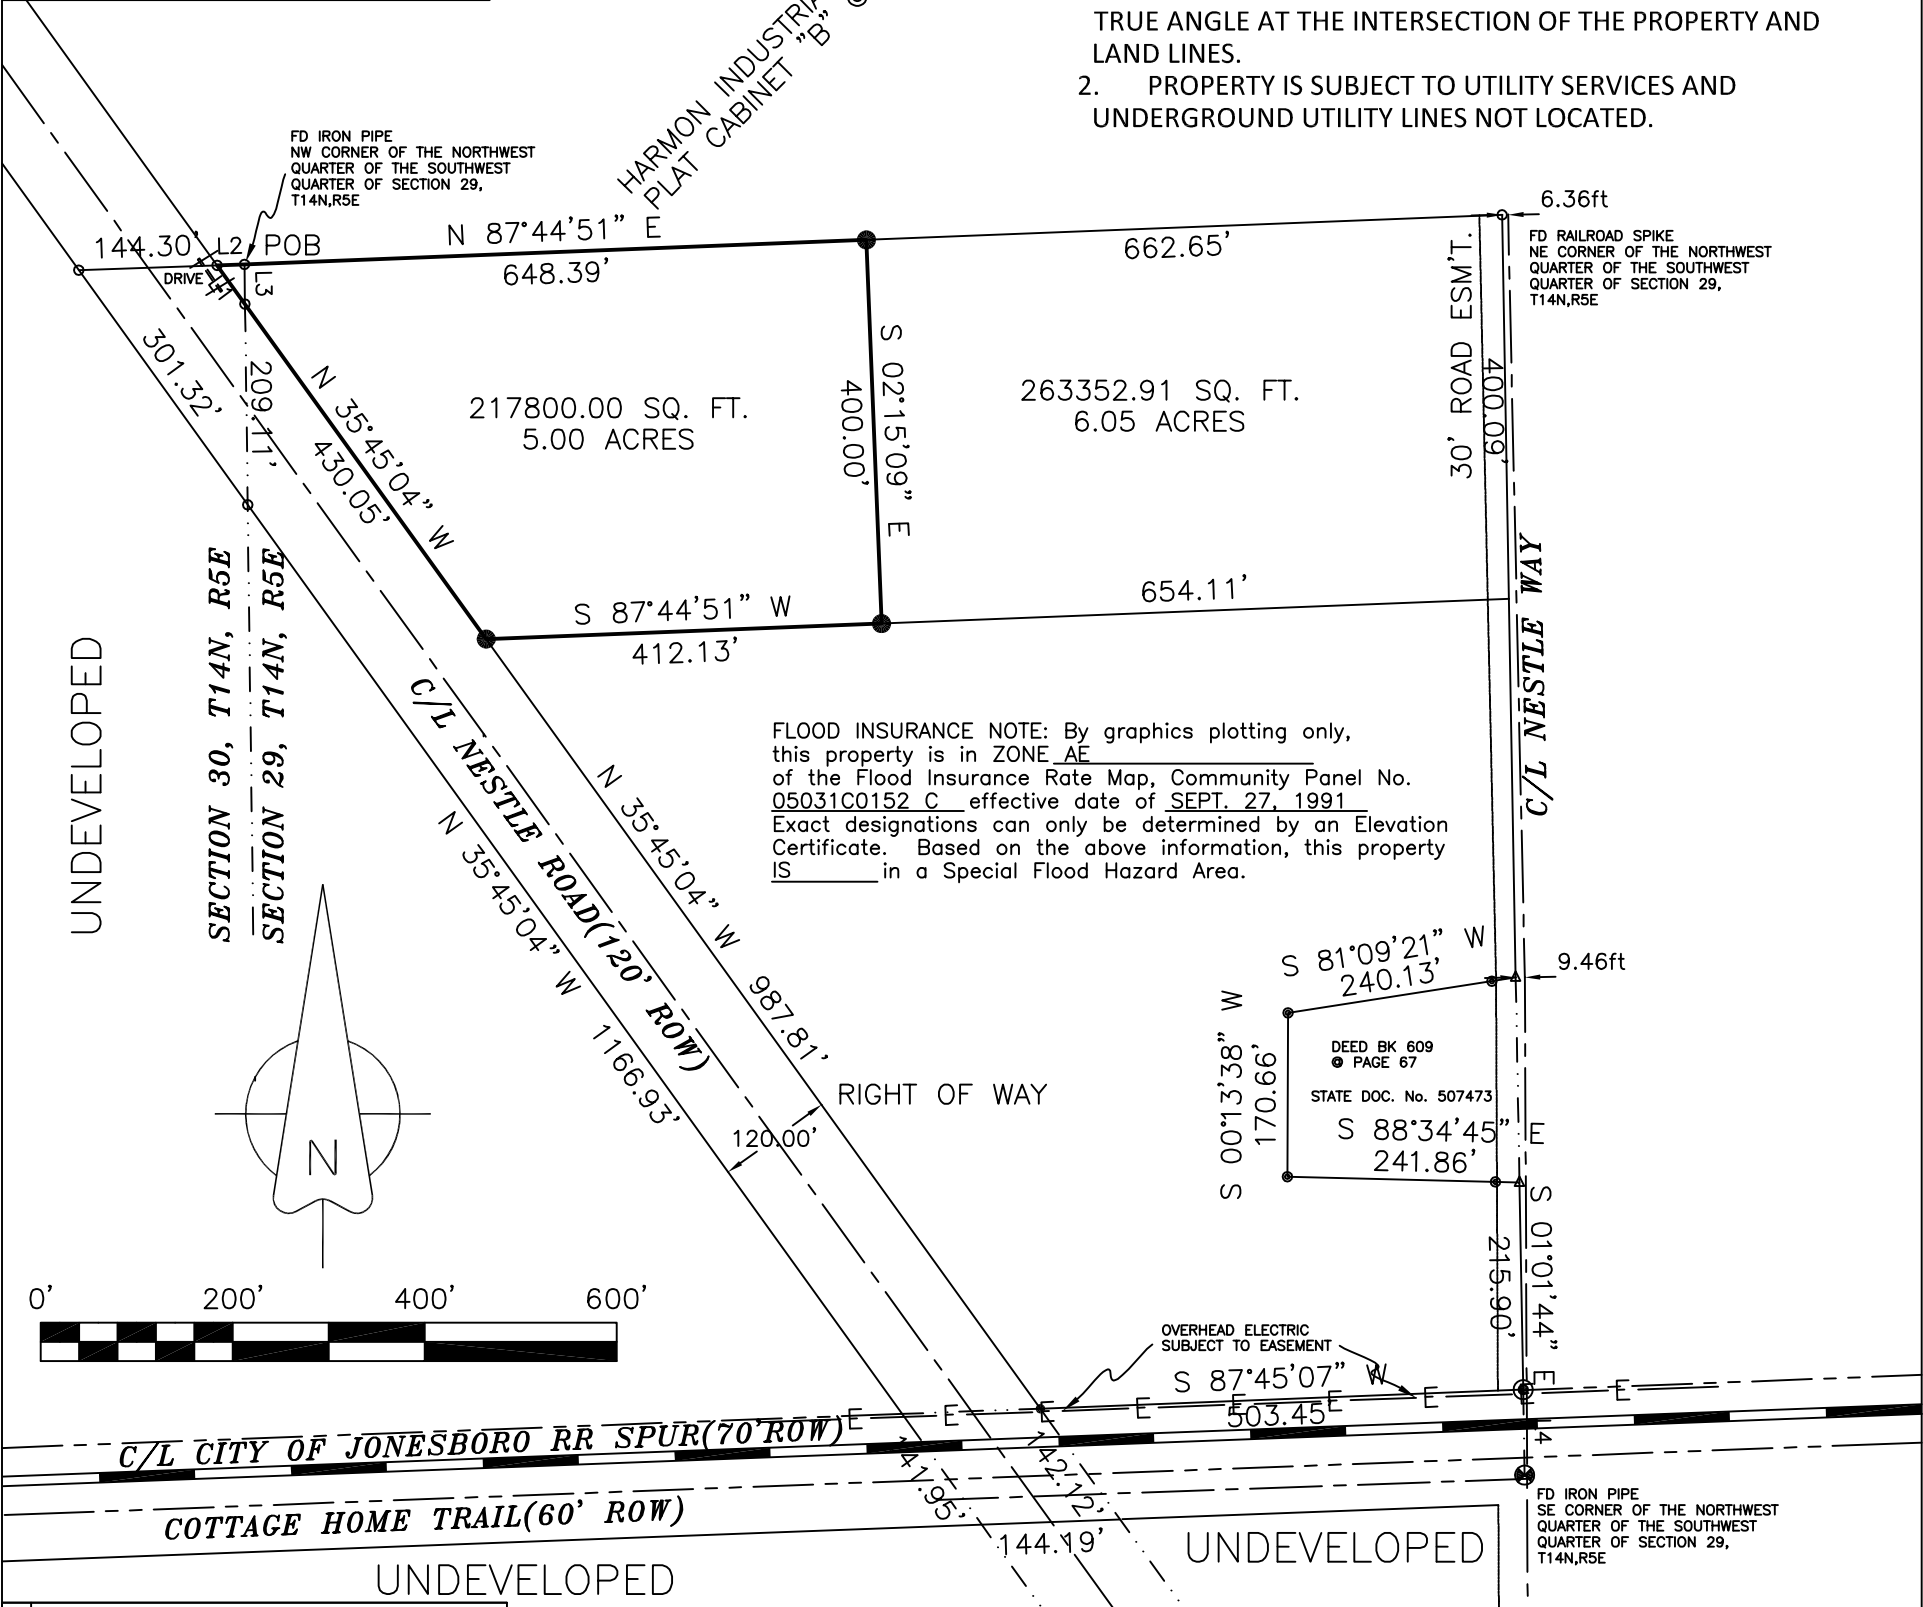 TRUE ANGLE AT THE INTERSECTION OF THE PROPERTY AND
LAND LINES.
2. PROPERTY IS SUBJECT TO UTILITY SERVICES AND
UNDERGROUND UTILITY LINES NOT LOCATED.
HARMON INDUSTRIA
PLAT CABINET "B" @
FD IRON PIPE
NW CORNER OF THE NORTHWEST
QUARTER OF THE SOUTHWEST
QUARTER OF SECTION 29,
T14N,R5E
144.30'
L2
POB
DRIVE
L1
L3
N 87°44'51" E
648.39'
662.65'
6.36ft
FD RAILROAD SPIKE
NE CORNER OF THE NORTHWEST
QUARTER OF THE SOUTHWEST
QUARTER OF SECTION 29,
T14N,R5E
301.32'
209.11'
N 35°45'04" W
430.05'
217800.00 SQ. FT.
5.00 ACRES
S 02°15'09" E
400.00'
263352.91 SQ. FT.
6.05 ACRES
30' ROAD ESM'T.
400.09'
S 87°44'51" W
412.13'
654.11'
C/L NESTLE WAY
UNDEVELOPED
SECTION 30, T14N, R5E
SECTION 29, T14N, R5E
C/L NESTLE ROAD(120' ROW)
FLOOD INSURANCE NOTE: By graphics plotting only,
this property is in ZONE AE
of the Flood Insurance Rate Map, Community Panel No.
05031C0152 C effective date of SEPT. 27, 1991
Exact designations can only be determined by an Elevation
Certificate. Based on the above information, this property
IS in a Special Flood Hazard Area.
N 35°45'04" W 987.81'
N 35°45'04" W 1166.93'
S 81°09'21" W
240.13'
9.46ft
S 00°13'38" W
170.66'
DEED BK 609
@ PAGE 67
STATE DOC. No. 507473
S 88°34'45" E
241.86'
RIGHT OF WAY
120.00'
N
S 01°01'44" E
215.90'
0' 200' 400' 600'
OVERHEAD ELECTRIC
SUBJECT TO EASEMENT
S 87°45'07" W
503.45'
E E E E E E E E E
C/L CITY OF JONESBORO RR SPUR(70'ROW)
L4
141.95'
142.12'
144.19'
COTTAGE HOME TRAIL(60' ROW)
FD IRON PIPE
SE CORNER OF THE NORTHWEST
QUARTER OF THE SOUTHWEST
QUARTER OF SECTION 29,
T14N,R5E
UNDEVELOPED
UNDEVELOPED